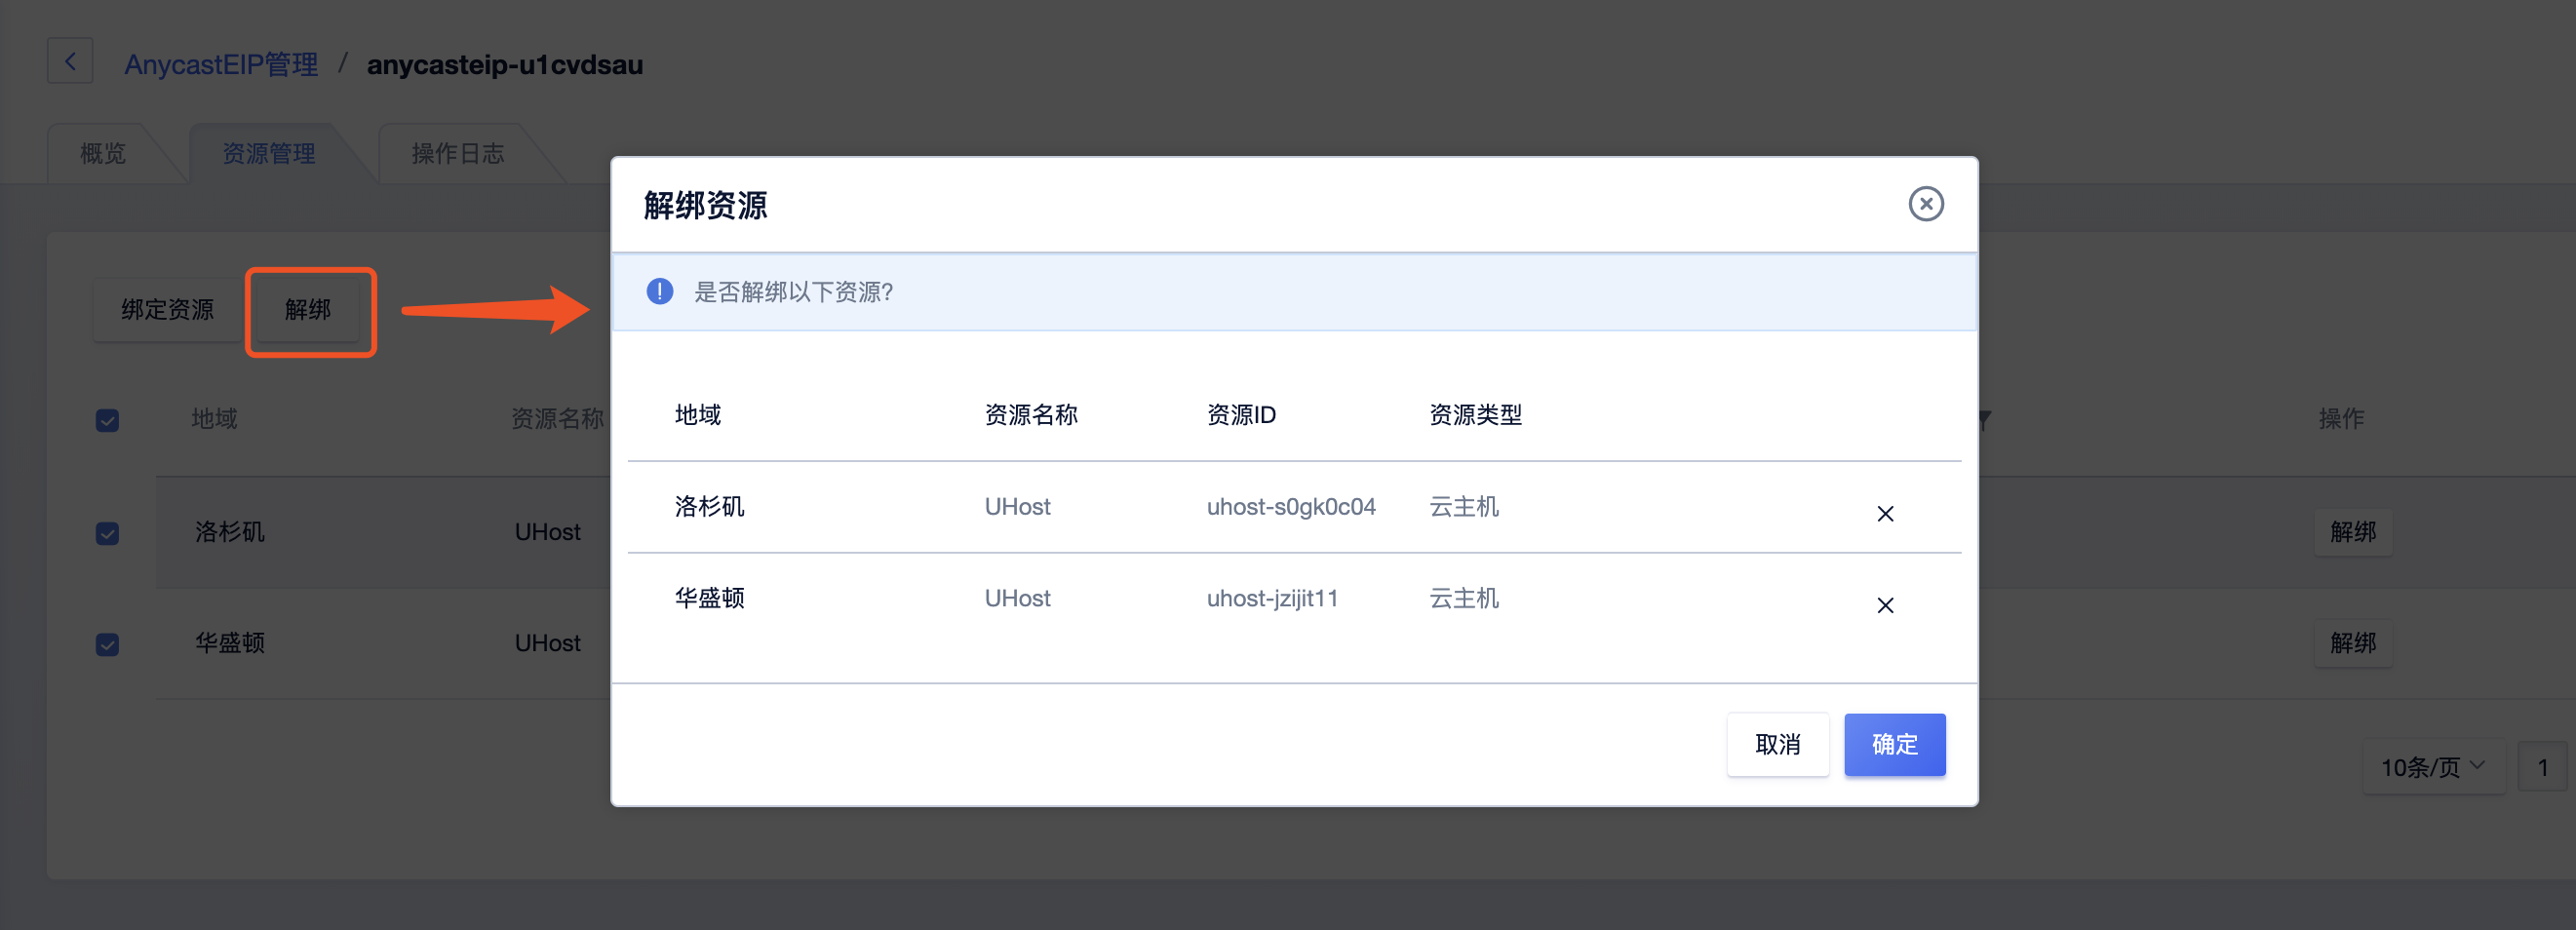 AnycastEIP管理 / anycasteip-u1cvdsau
概览 资源管理 操作日志
绑定资源 解绑
地域 资源名称 操作
洛杉矶 UHost 解绑
华盛顿 UHost 解绑
10条/页 1
解绑资源
是否解绑以下资源?
地域 资源名称 资源ID 资源类型
洛杉矶 UHost uhost-s0gk0c04 云主机
华盛顿 UHost uhost-jzijit11 云主机
取消 确定